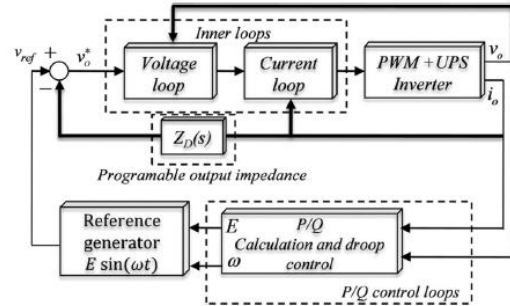 Inner loops
v_ref
+
−
v_o^*
Voltage
loop
Current
loop
PWM + UPS
Inverter
v_o
i_o
Z_D(s)
Programable output impedance
Reference
generator
E sin(ωt)
E
ω
P/Q
Calculation and droop
control
P/Q control loops